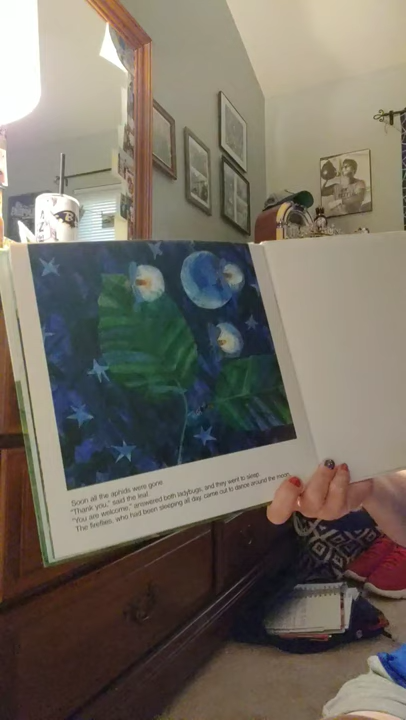 Soon all the aphids were gone.
"Thank you," said the leaf.
"You are welcome," answered both ladybugs, and they went to sleep.
The fireflies, who had been sleeping all day, came out to dance around the moon.